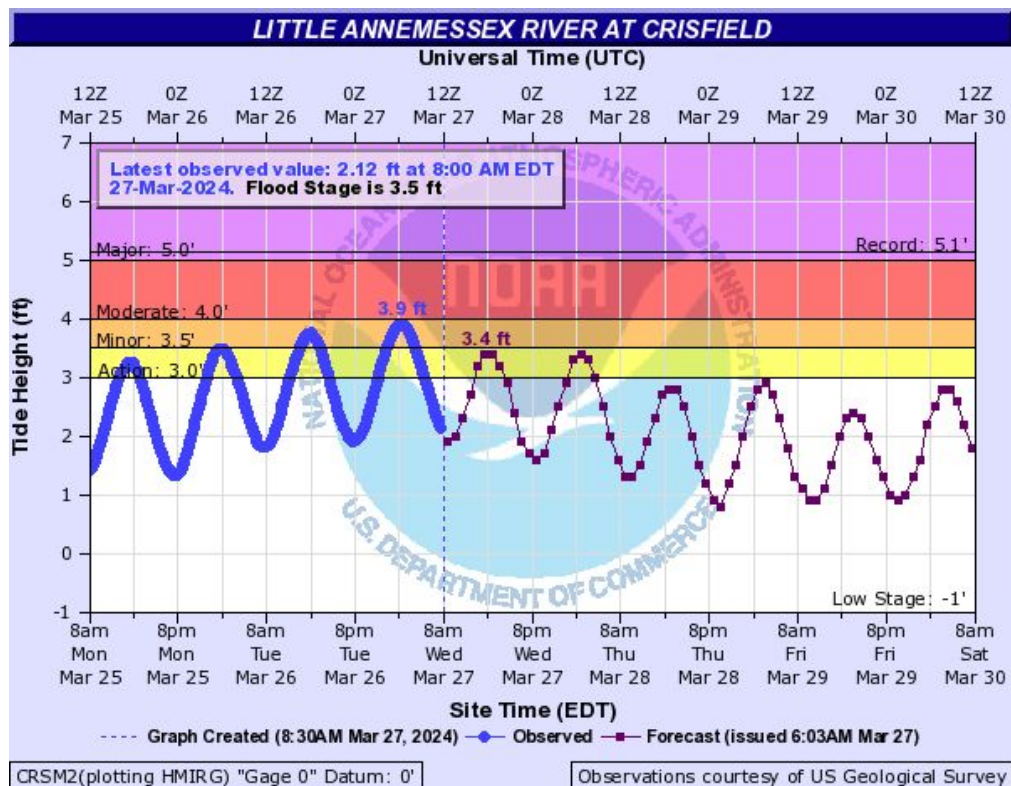 LITTLE ANNEMESSEX RIVER AT CRISFIELD
Universal Time (UTC)
12Z 0Z 12Z 0Z 12Z 0Z 12Z 0Z 0Z 12Z
Mar 25 Mar 26 Mar 26 Mar 27 Mar 27 Mar 28 Mar 28 Mar 29 Mar 29 Mar 30 Mar 30
Latest observed value: 2.12 ft at 8:00 AM EDT
27-Mar-2024. Flood Stage is 3.5 ft
NATIONAL OCEANIC AND ATMOSPHERIC ADMINISTRATION
NOAA
U.S. DEPARTMENT OF COMMERCE
Tide Height (ft)
7
6
Major: 5.0' Record: 5.1'
5
Moderate: 4.0' 3.9 ft
4
Minor: 3.5' 3.4 ft
Action: 3.0'
3
2
1
0
Low Stage: -1'
-1
8am 8pm 8am 8pm 8am 8pm 8am 8pm 8am 8pm 8am
Mon Mon Tue Tue Wed Wed Thu Thu Fri Fri Sat
Mar 25 Mar 25 Mar 26 Mar 26 Mar 27 Mar 27 Mar 28 Mar 28 Mar 29 Mar 29 Mar 30
Site Time (EDT)
Graph Created (8:30AM Mar 27, 2024) Observed Forecast (issued 6:03AM Mar 27)
CRSM2(plotting HMIRG) "Gage 0" Datum: 0' Observations courtesy of US Geological Survey